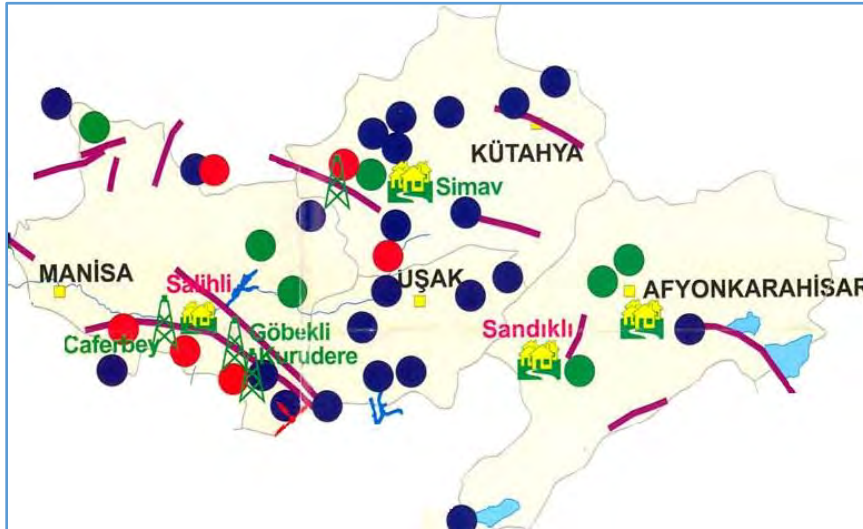 KÜTAHYA
Simav
MANİSA
Salihli
UŞAK
AFYONKARAHİSAR
Göbekli
Caferbey
Kurudere
Sandıklı